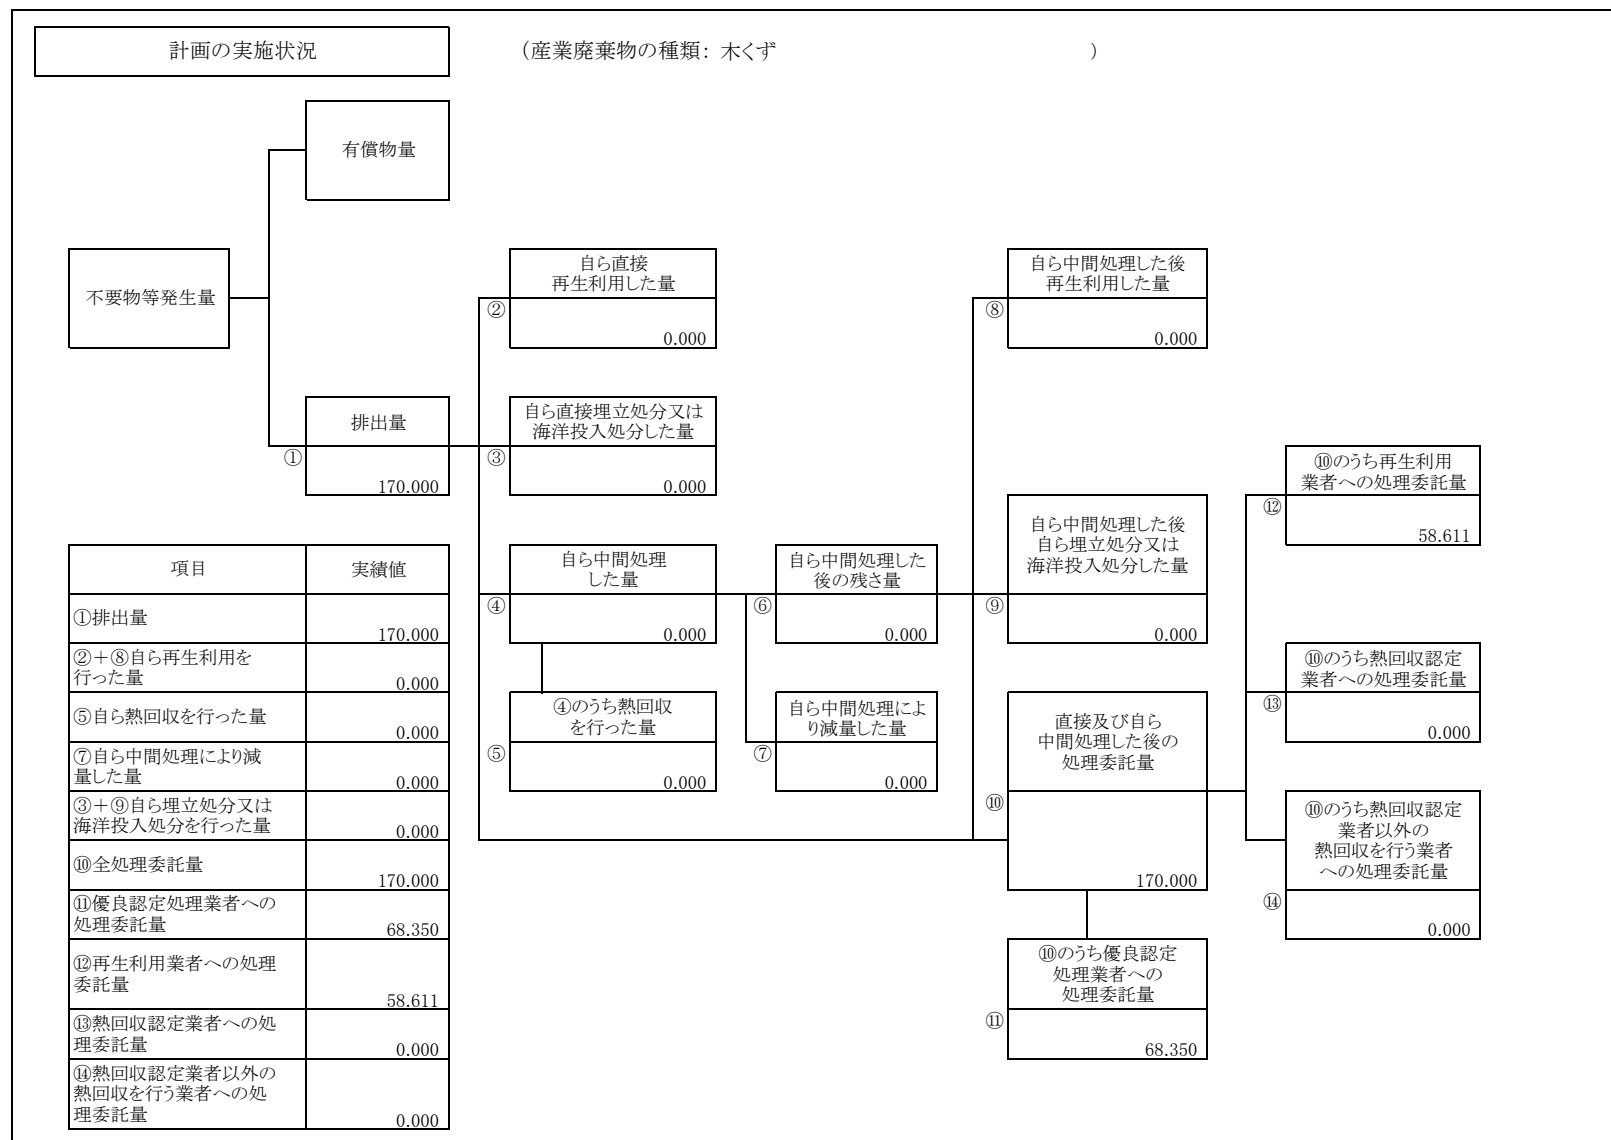 計画の実施状況
（産業廃棄物の種類： 木くず ）
有償物量
不要物等発生量
自ら直接
再生利用した量
②
0.000
自ら中間処理した後
再生利用した量
⑧
0.000
排出量
①
170.000
自ら直接埋立処分又は
海洋投入処分した量
③
0.000
自ら中間処理した後
自ら埋立処分又は
海洋投入処分した量
⑨
0.000
⑩のうち再生利用
業者への処理委託量
⑫
58.611
自ら中間処理
した量
④
0.000
自ら中間処理した
後の残さ量
⑥
0.000
④のうち熱回収
を行った量
⑤
0.000
自ら中間処理によ
り減量した量
⑦
0.000
直接及び自ら
中間処理した後の
処理委託量
⑩
170.000
⑩のうち熱回収認定
業者への処理委託量
⑬
0.000
⑩のうち熱回収認定
業者以外の
熱回収を行う業者
への処理委託量
⑭
0.000
⑩のうち優良認定
処理業者への
処理委託量
⑪
68.350
項目 実績値
①排出量
170.000
②＋⑧自ら再生利用を
行った量
0.000
⑤自ら熱回収を行った量
0.000
⑦自ら中間処理により減
量した量
0.000
③＋⑨自ら埋立処分又は
海洋投入処分を行った量
0.000
⑩全処理委託量
170.000
⑪優良認定処理業者への
処理委託量
68.350
⑫再生利用業者への処理
委託量
58.611
⑬熱回収認定業者への処
理委託量
0.000
⑭熱回収認定業者以外の
熱回収を行う業者への処
理委託量
0.000